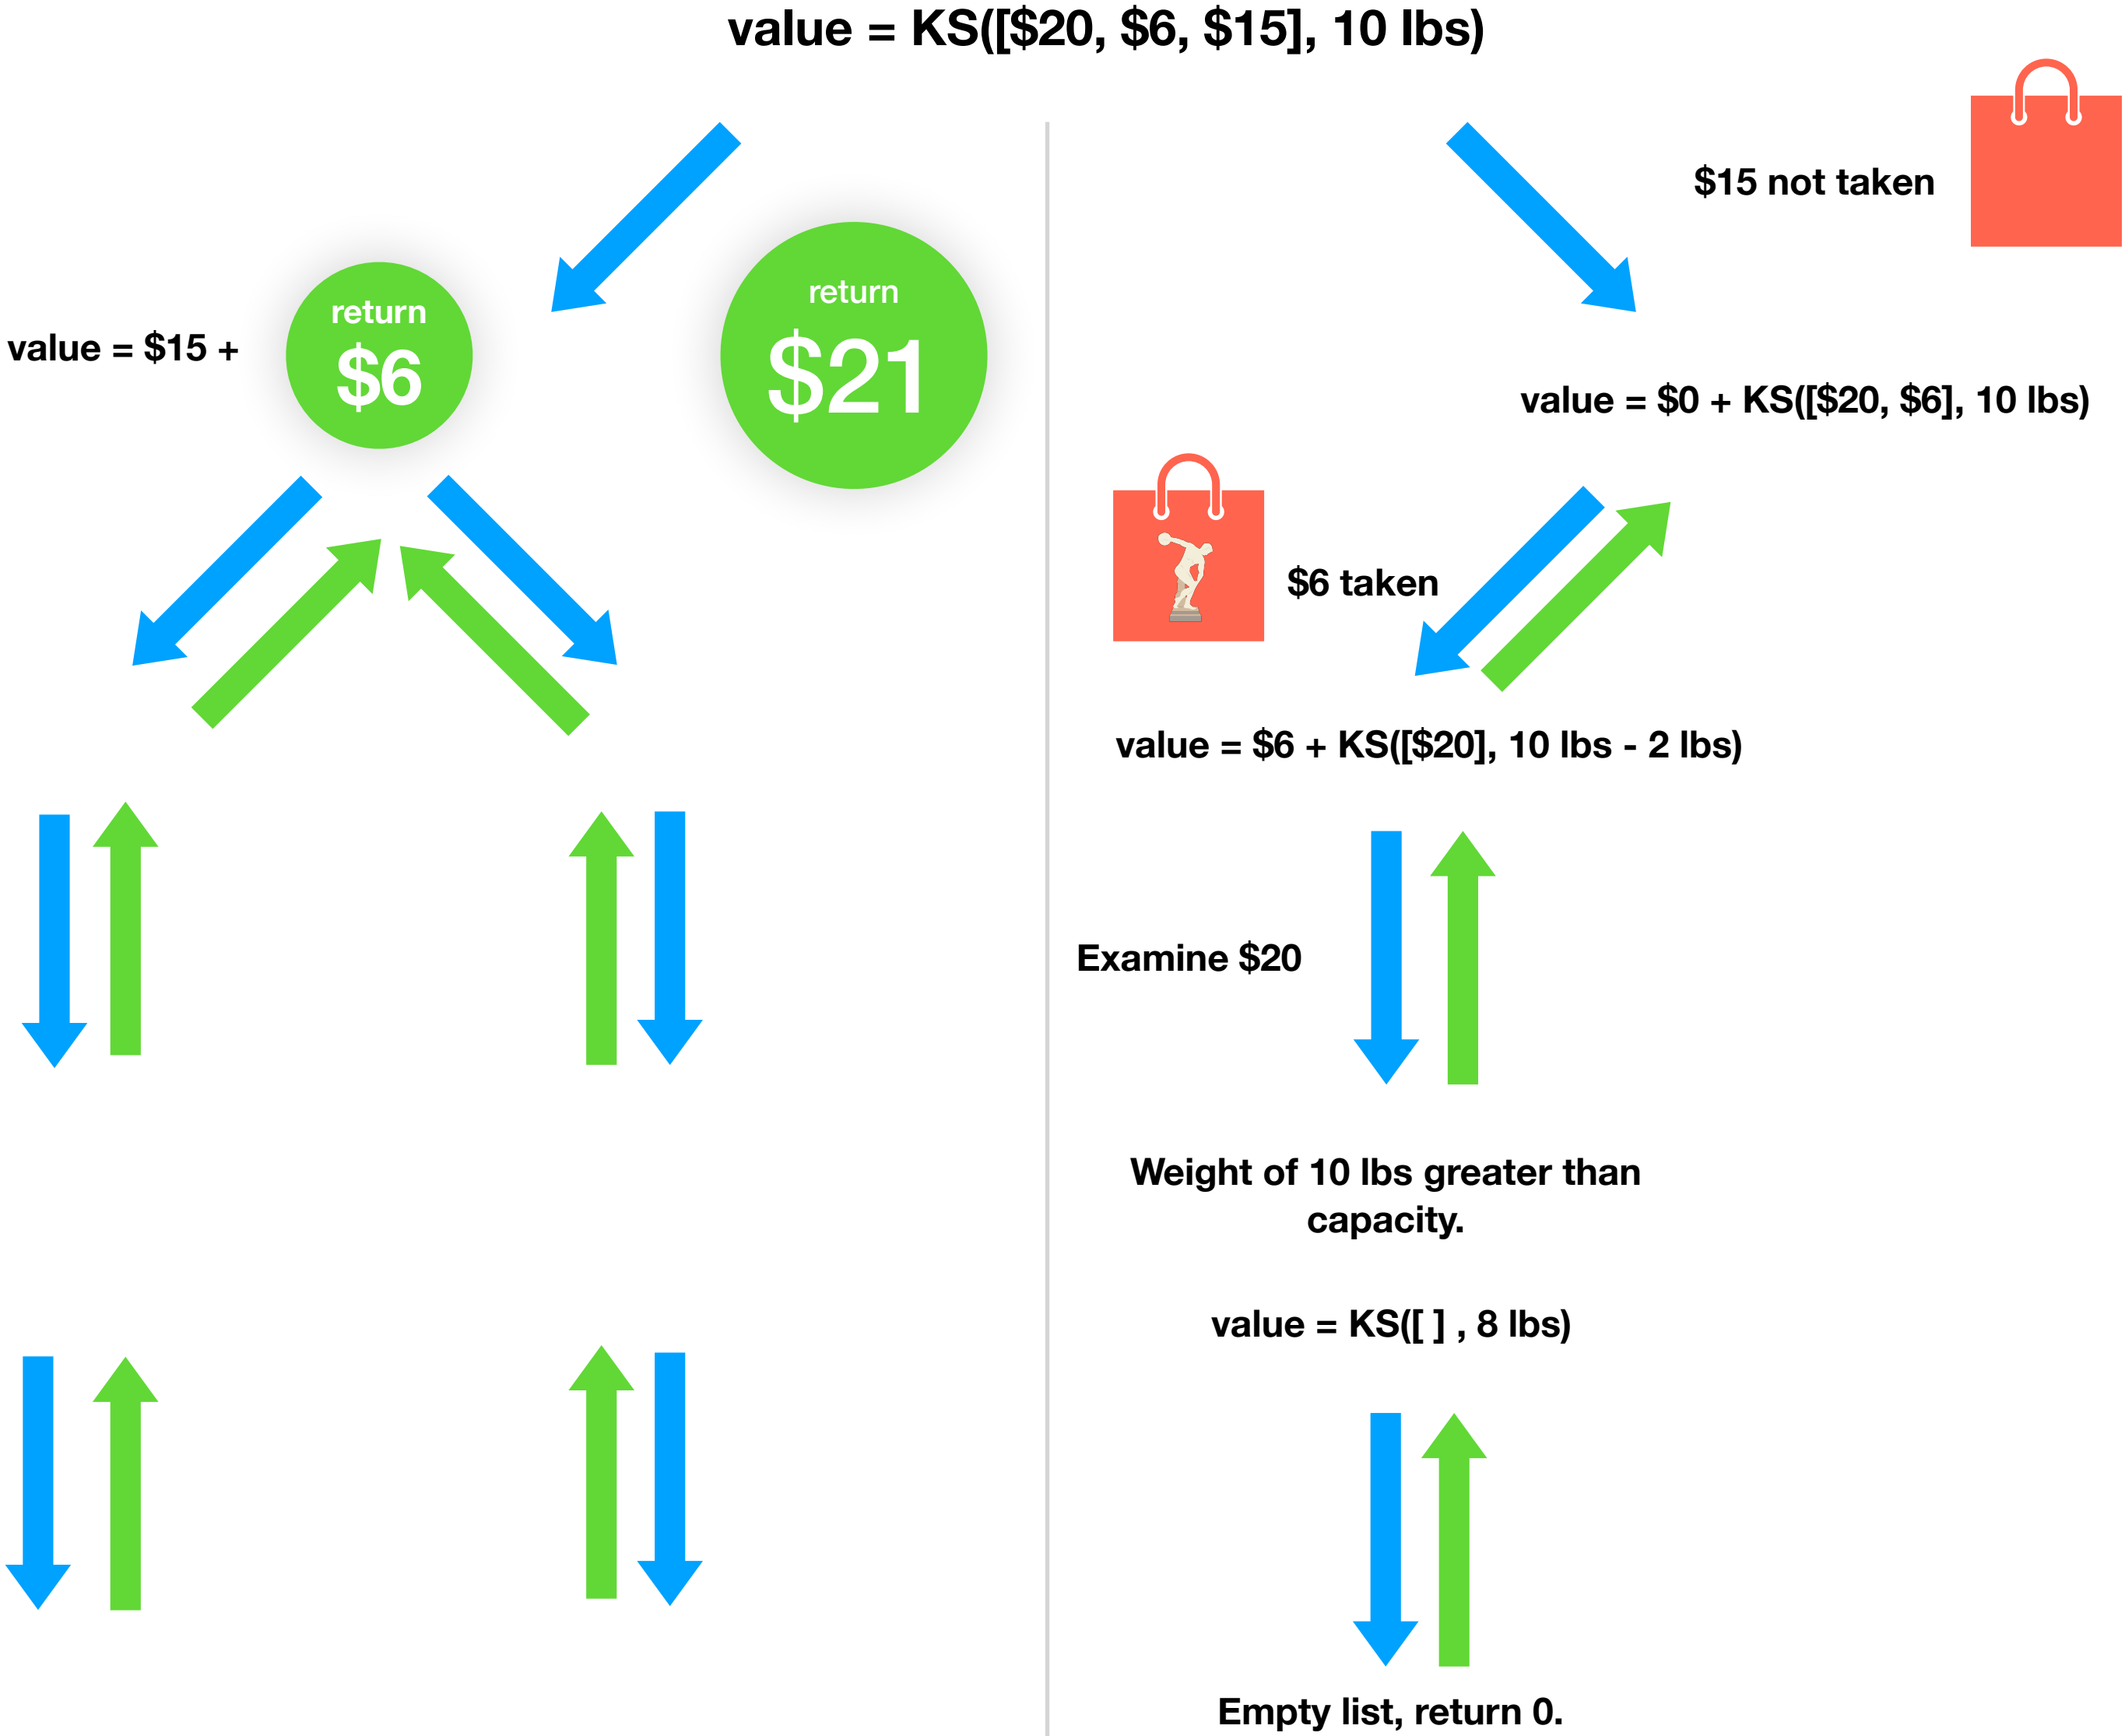 value = KS([$20, $6, $15], 10 lbs)
$15 not taken
return
$21
return
$6
value = $15 +
value = $0 + KS([$20, $6], 10 lbs)
$6 taken
value = $6 + KS([$20], 10 lbs - 2 lbs)
Examine $20
Weight of 10 lbs greater than
capacity.
value = KS([ ] , 8 lbs)
Empty list, return 0.